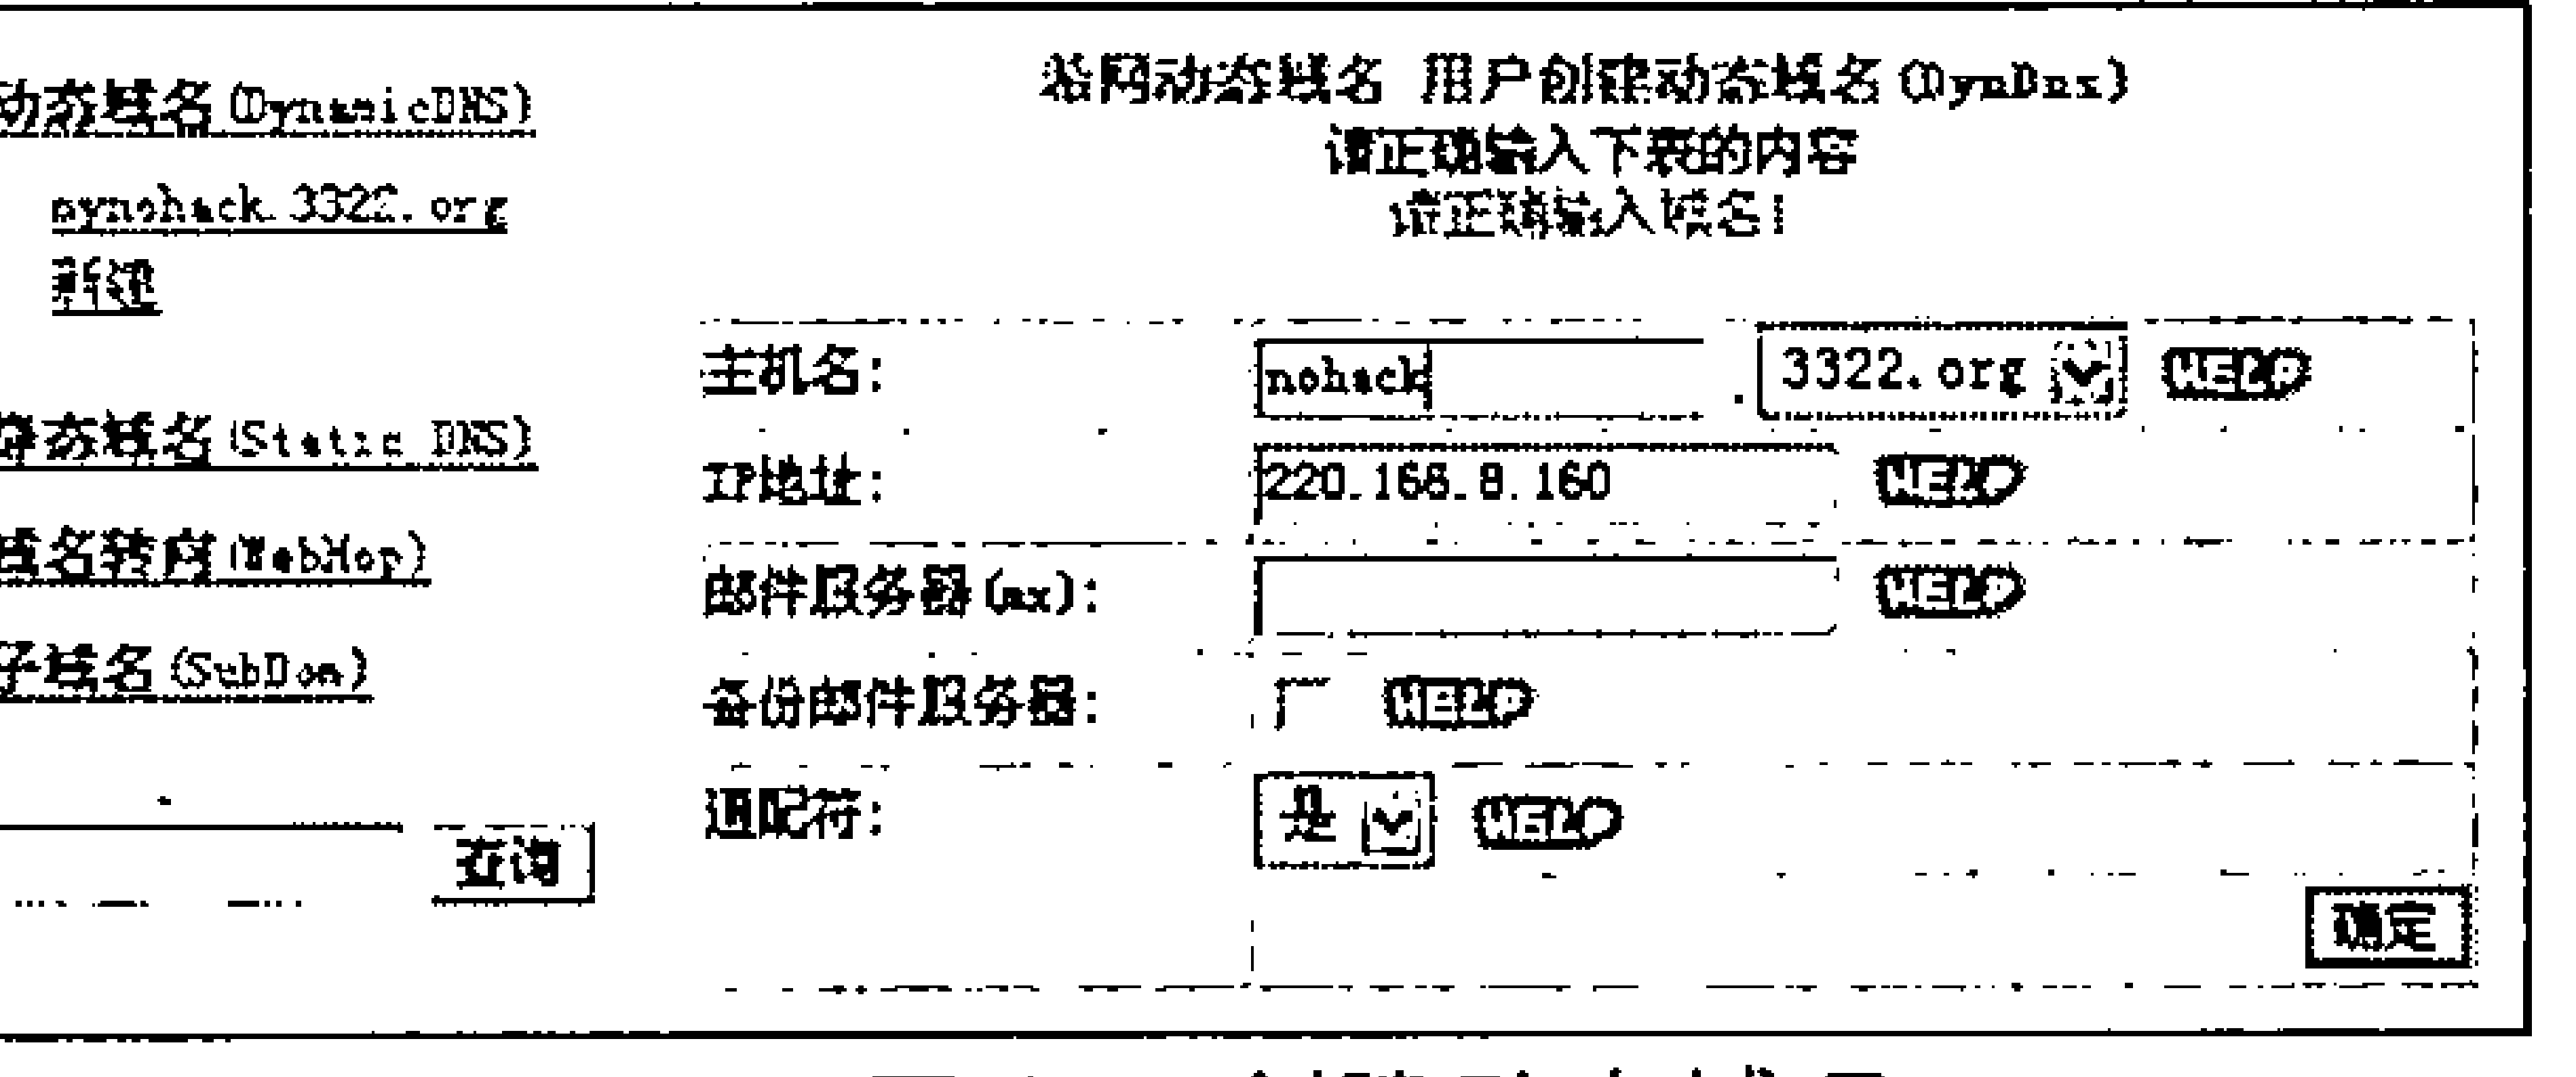 动态域名(DynamicDNS)
mynohack.3322.org
新建
静态域名(Static DNS)
域名转向(WebHop)
子域名(SubDom)
查询
希网动态域名 用户创建动态域名(DynDnx)
请正确输入下表的内容
请正确输入域名!
主机名: nohack . 3322.org HELP
IP地址: 220.168.8.160 HELP
邮件服务器(mx): HELP
备份邮件服务器: HELP
通配符: 是 HELP
确定